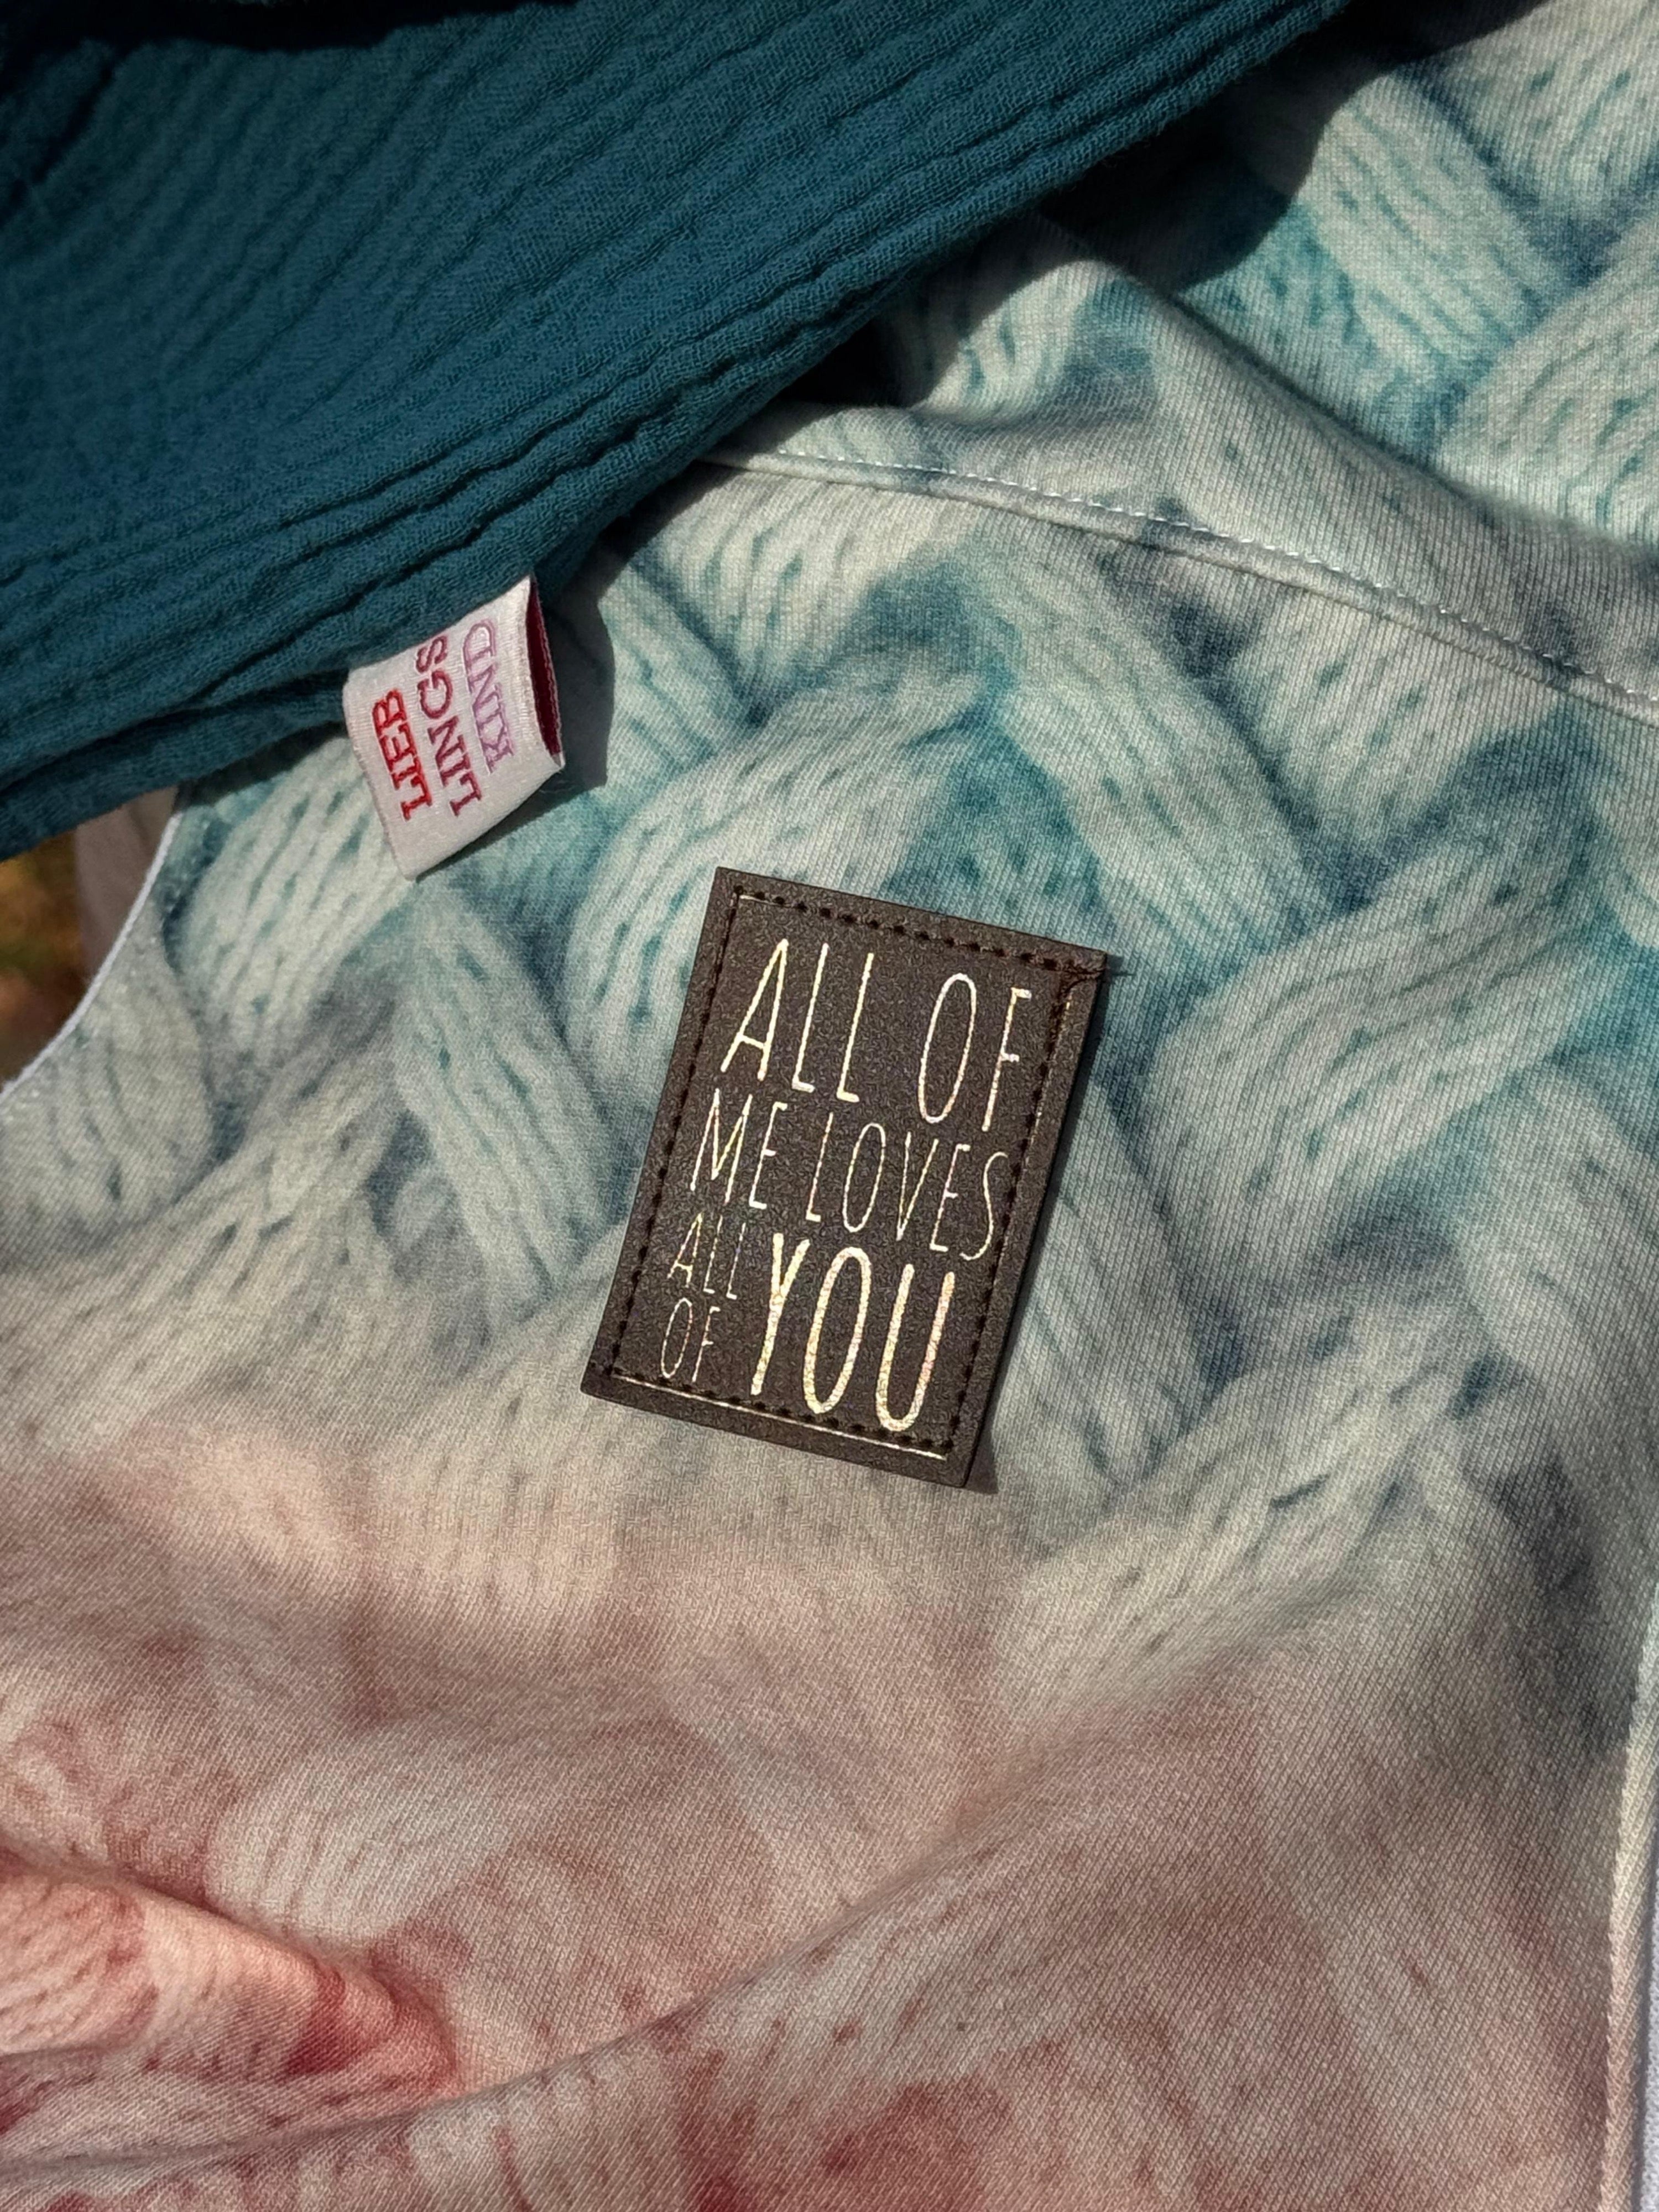 LIEB
LINGS
KIND
ALL OF
ME LOVES
ALL
OF YOU